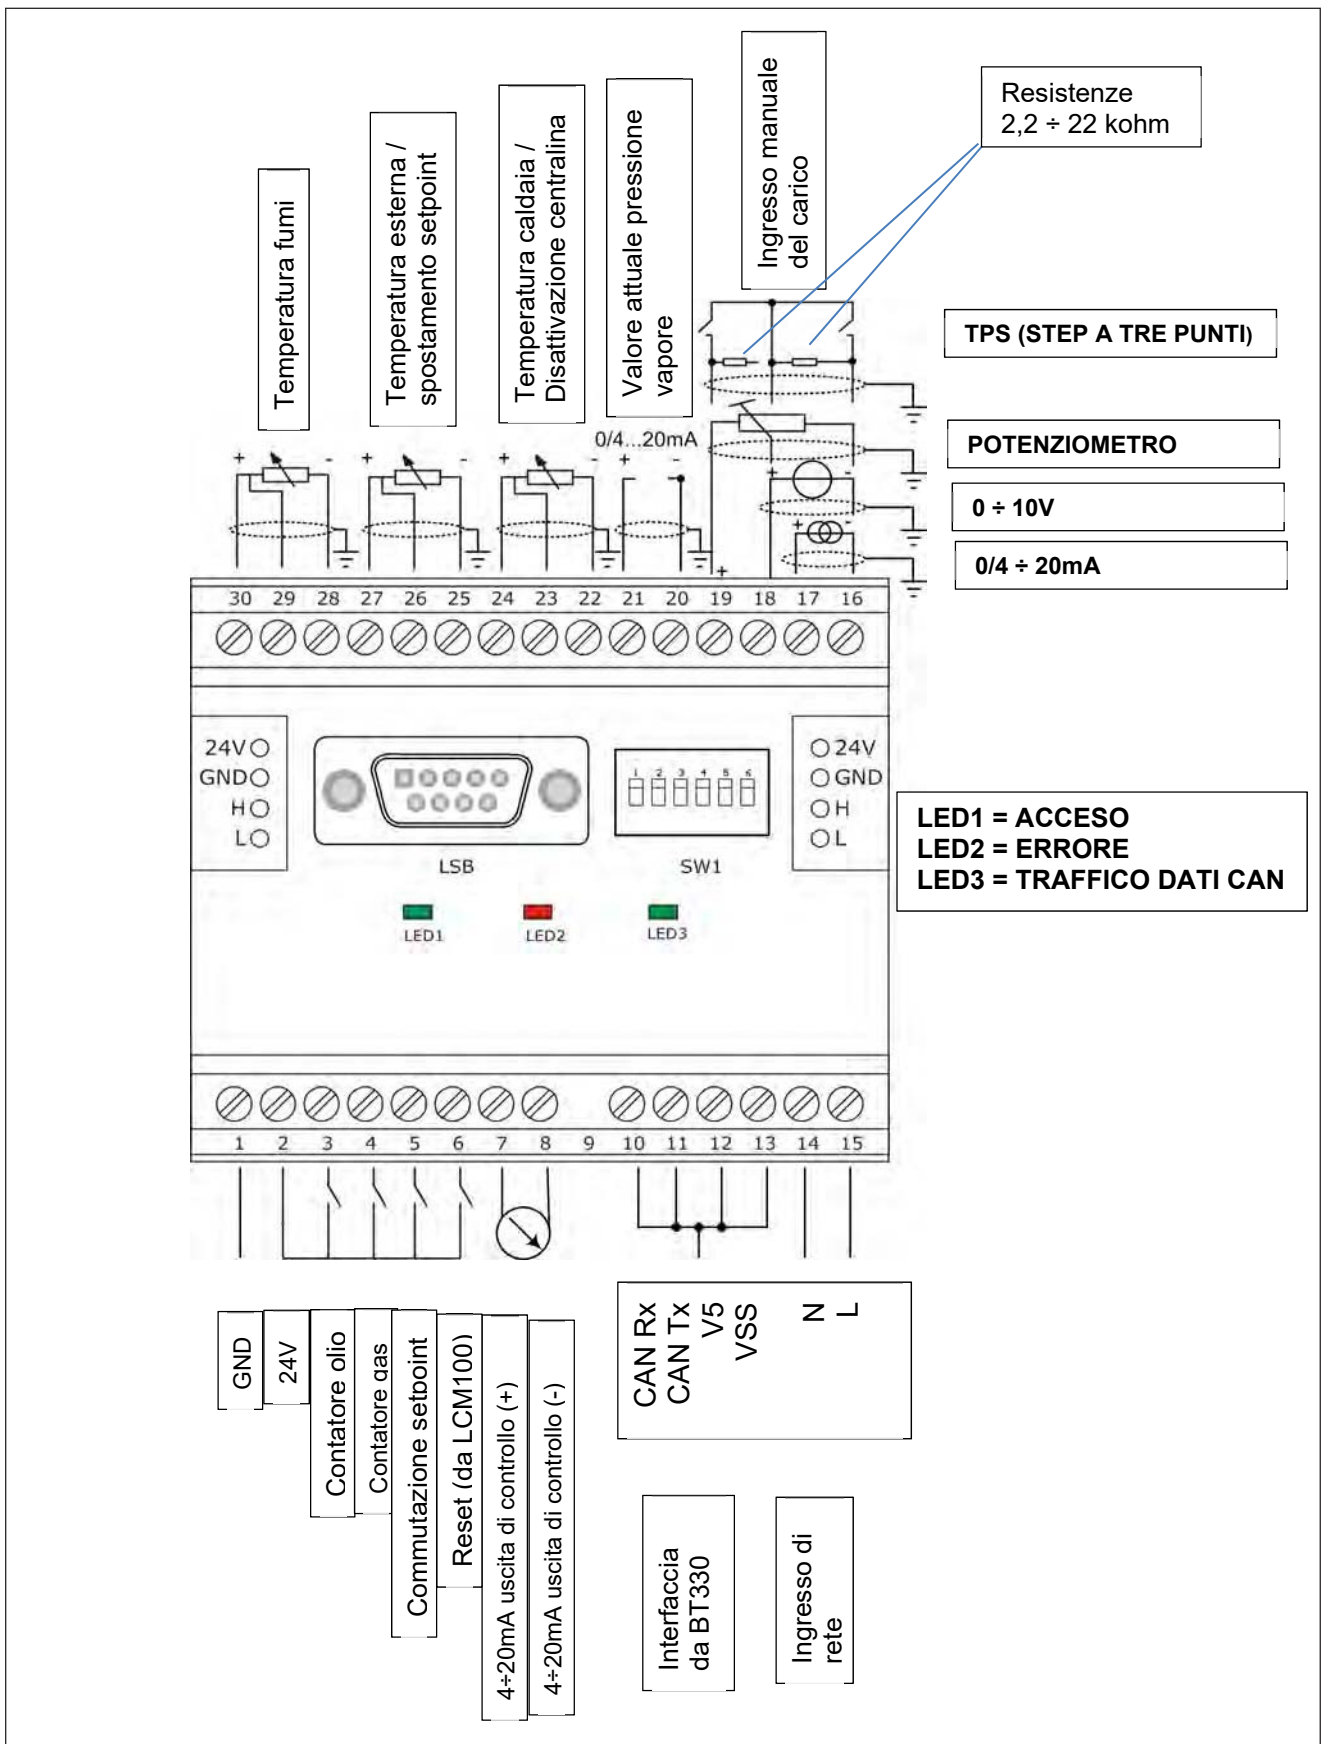 Temperatura fumi
Temperatura esterna /
spostamento setpoint
Temperatura caldaia /
Disattivazione centralina
Valore attuale pressione
vapore
Ingresso manuale
del carico
Resistenze
2,2 ÷ 22 kohm
TPS (STEP A TRE PUNTI)
POTENZIOMETRO
0 ÷ 10V
0/4 ÷ 20mA
0/4...20mA
+ - + - + - + -
+ -
+ -
+
30 29 28 27 26 25 24 23 22 21 20 19 18 17 16
24V
GND
H
L
LSB
1 2 3 4 5 6
SW1
24V
GND
H
L
LED1
LED2
LED3
LED1 = ACCESO
LED2 = ERRORE
LED3 = TRAFFICO DATI CAN
1 2 3 4 5 6 7 8 9 10 11 12 13 14 15
GND
24V
Contatore olio
Contatore gas
Commutazione setpoint
Reset (da LCM100)
4÷20mA uscita di controllo (+)
4÷20mA uscita di controllo (-)
CAN Rx
CAN Tx
V5
VSS
N
L
Interfaccia
da BT330
Ingresso di
rete